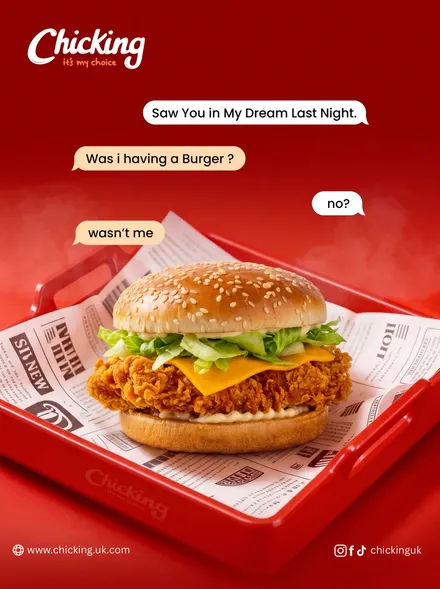 Chicking
it's my choice
Saw You in My Dream Last Night.
Was i having a Burger ?
no?
wasn't me
Chicking
www.chicking.uk.com
chickinguk